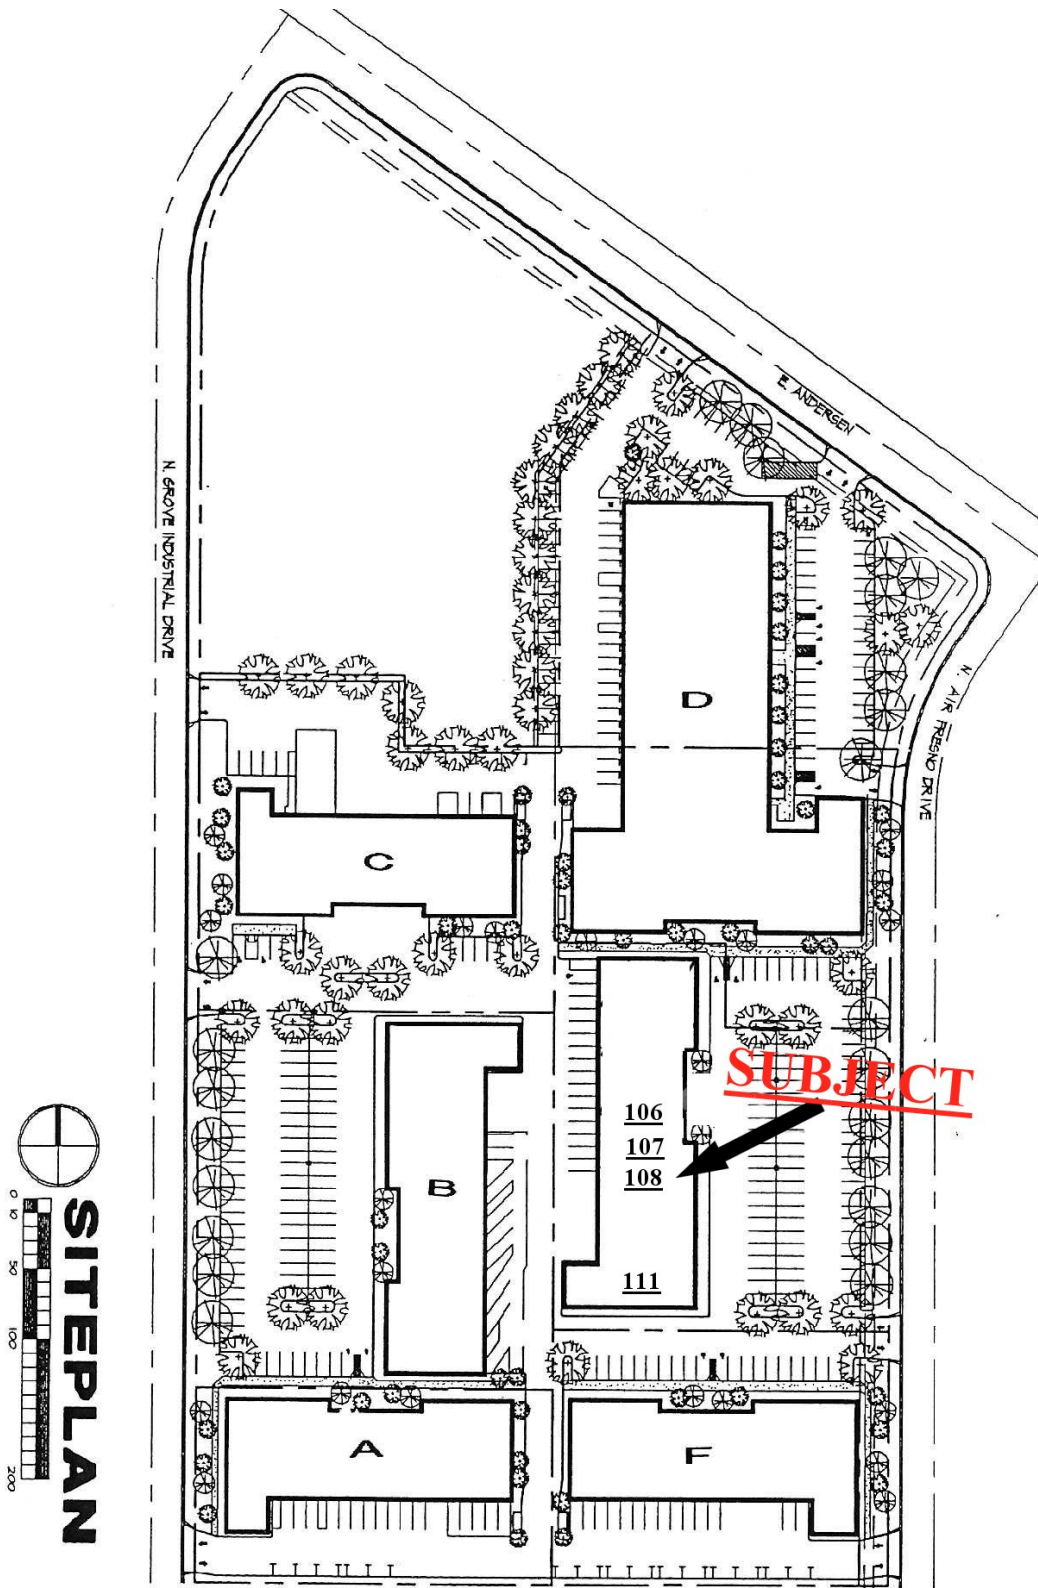 E. ANDERSEN
N. GROVE INDUSTRIAL DRIVE
N. AIR FRESNO DRIVE
D
C
SUBJECT
106
107
108
B
111
A
F
SITEPLAN
0 10 50 100 200